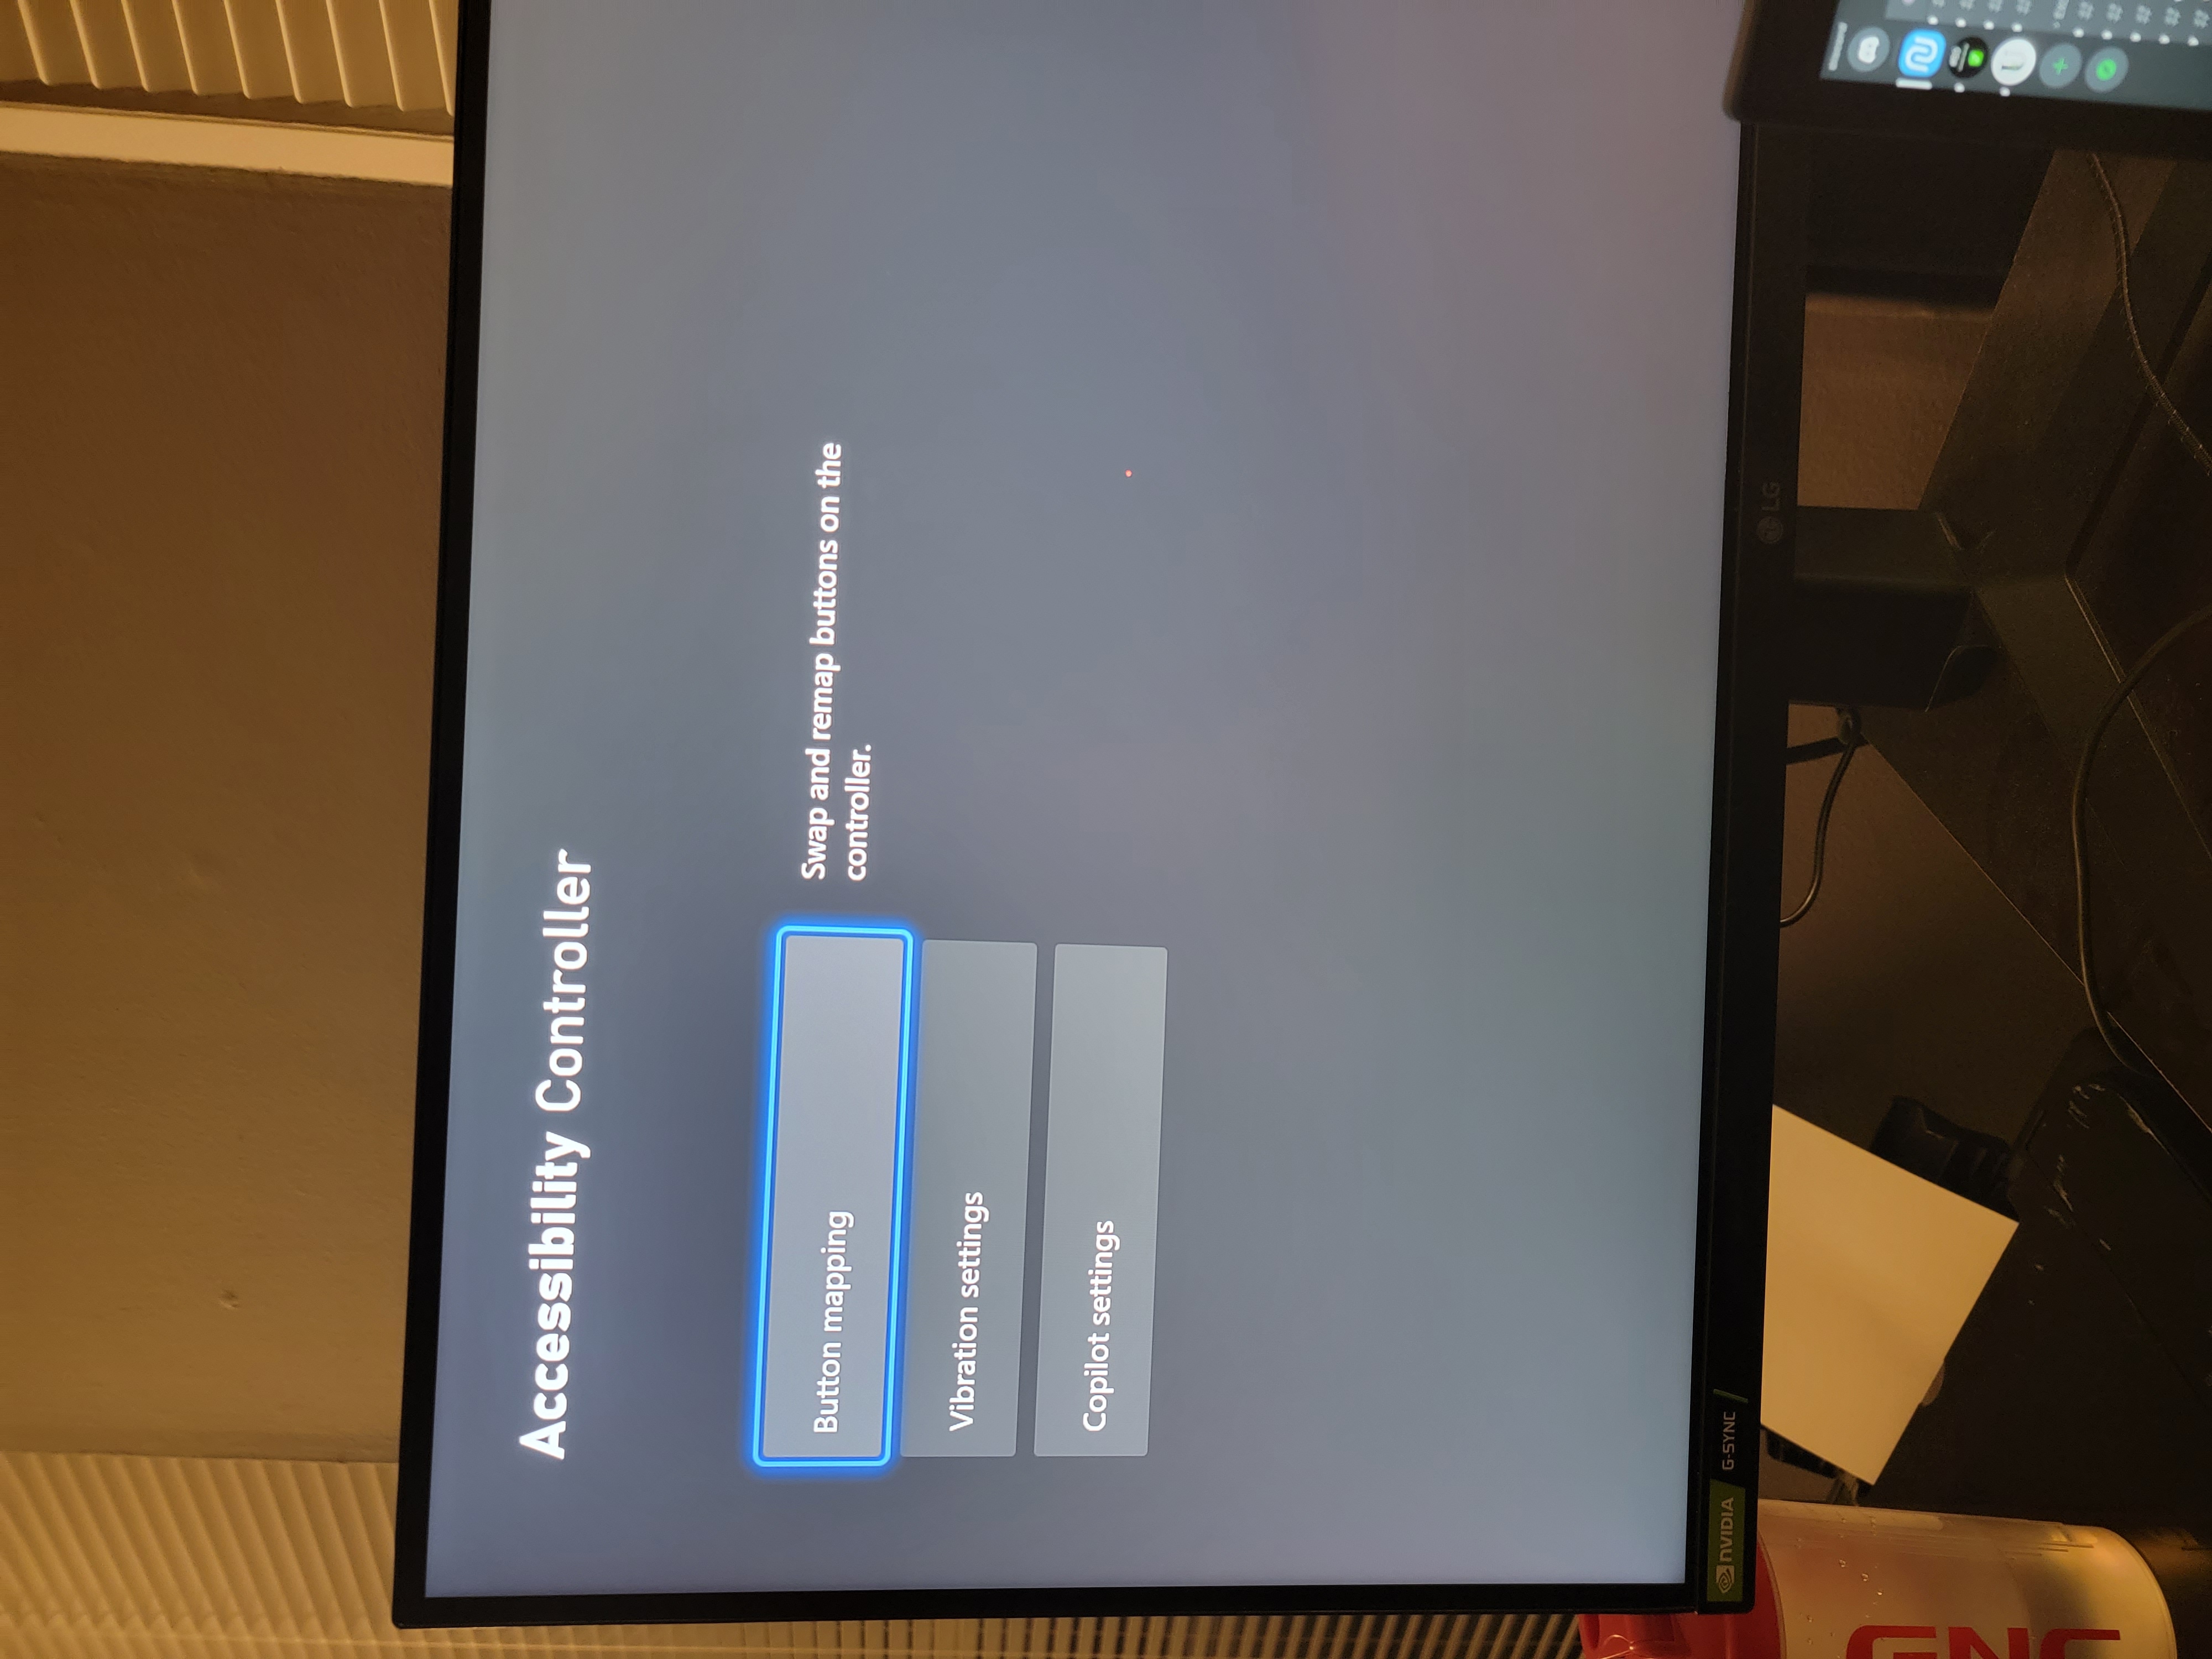 Accessibility Controller
Button mapping
Swap and remap buttons on the
controller.
Vibration settings
Copilot settings
NVIDIA G-SYNC
LG